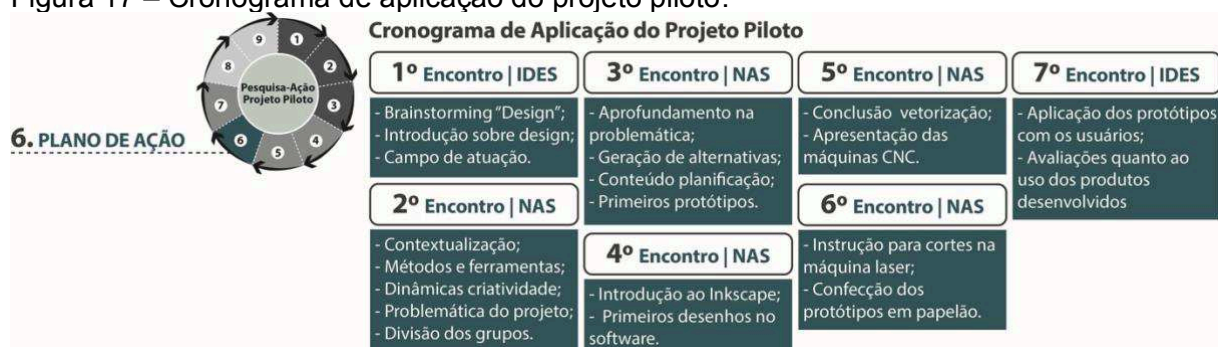 Figura 17 – Cronograma de aplicação do projeto piloto.
Cronograma de Aplicação do Projeto Piloto
9
1
8
2
7
3
6
5
4
Pesquisa-Ação
Projeto Piloto
6. PLANO DE AÇÃO
1º Encontro | IDES
- Brainstorming “Design”;
- Introdução sobre design;
- Campo de atuação.
2º Encontro | NAS
- Contextualização;
- Métodos e ferramentas;
- Dinâmicas criatividade;
- Problemática do projeto;
- Divisão dos grupos.
3º Encontro | NAS
- Aprofundamento na
problemática;
- Geração de alternativas;
- Conteúdo planificação;
- Primeiros protótipos.
4º Encontro | NAS
- Introdução ao Inkscape;
- Primeiros desenhos no
software.
5º Encontro | NAS
- Conclusão vetorização;
- Apresentação das
máquinas CNC.
6º Encontro | NAS
- Instrução para cortes na
máquina laser;
- Confecção dos
protótipos em papelão.
7º Encontro | IDES
- Aplicação dos protótipos
com os usuários;
- Avaliações quanto ao
uso dos produtos
desenvolvidos